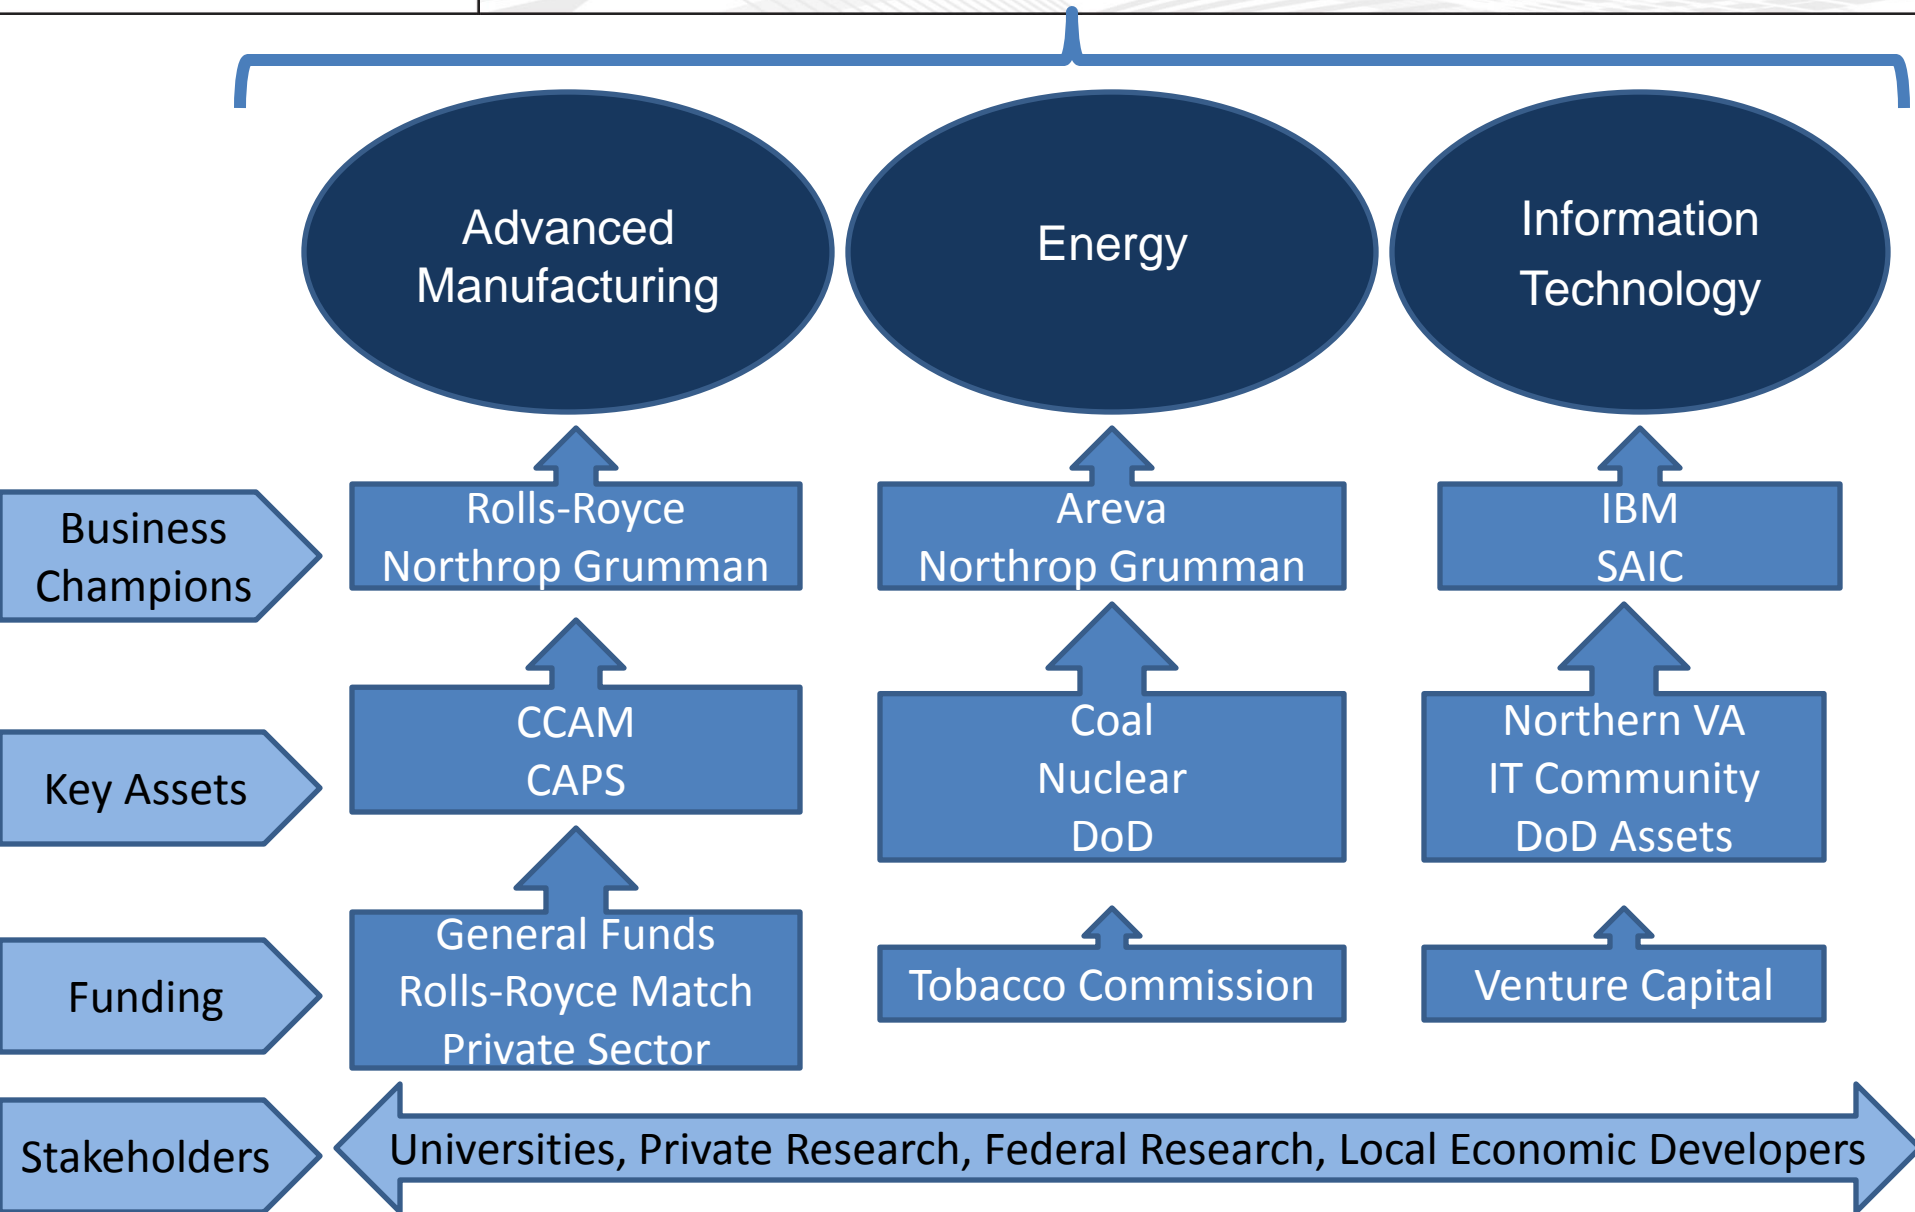 Advanced
Manufacturing
Energy
Information
Technology
Business
Champions
Rolls-Royce
Northrop Grumman
Areva
Northrop Grumman
IBM
SAIC
Key Assets
CCAM
CAPS
Coal
Nuclear
DoD
Northern VA
IT Community
DoD Assets
Funding
General Funds
Rolls-Royce Match
Private Sector
Tobacco Commission
Venture Capital
Stakeholders
Universities, Private Research, Federal Research, Local Economic Developers